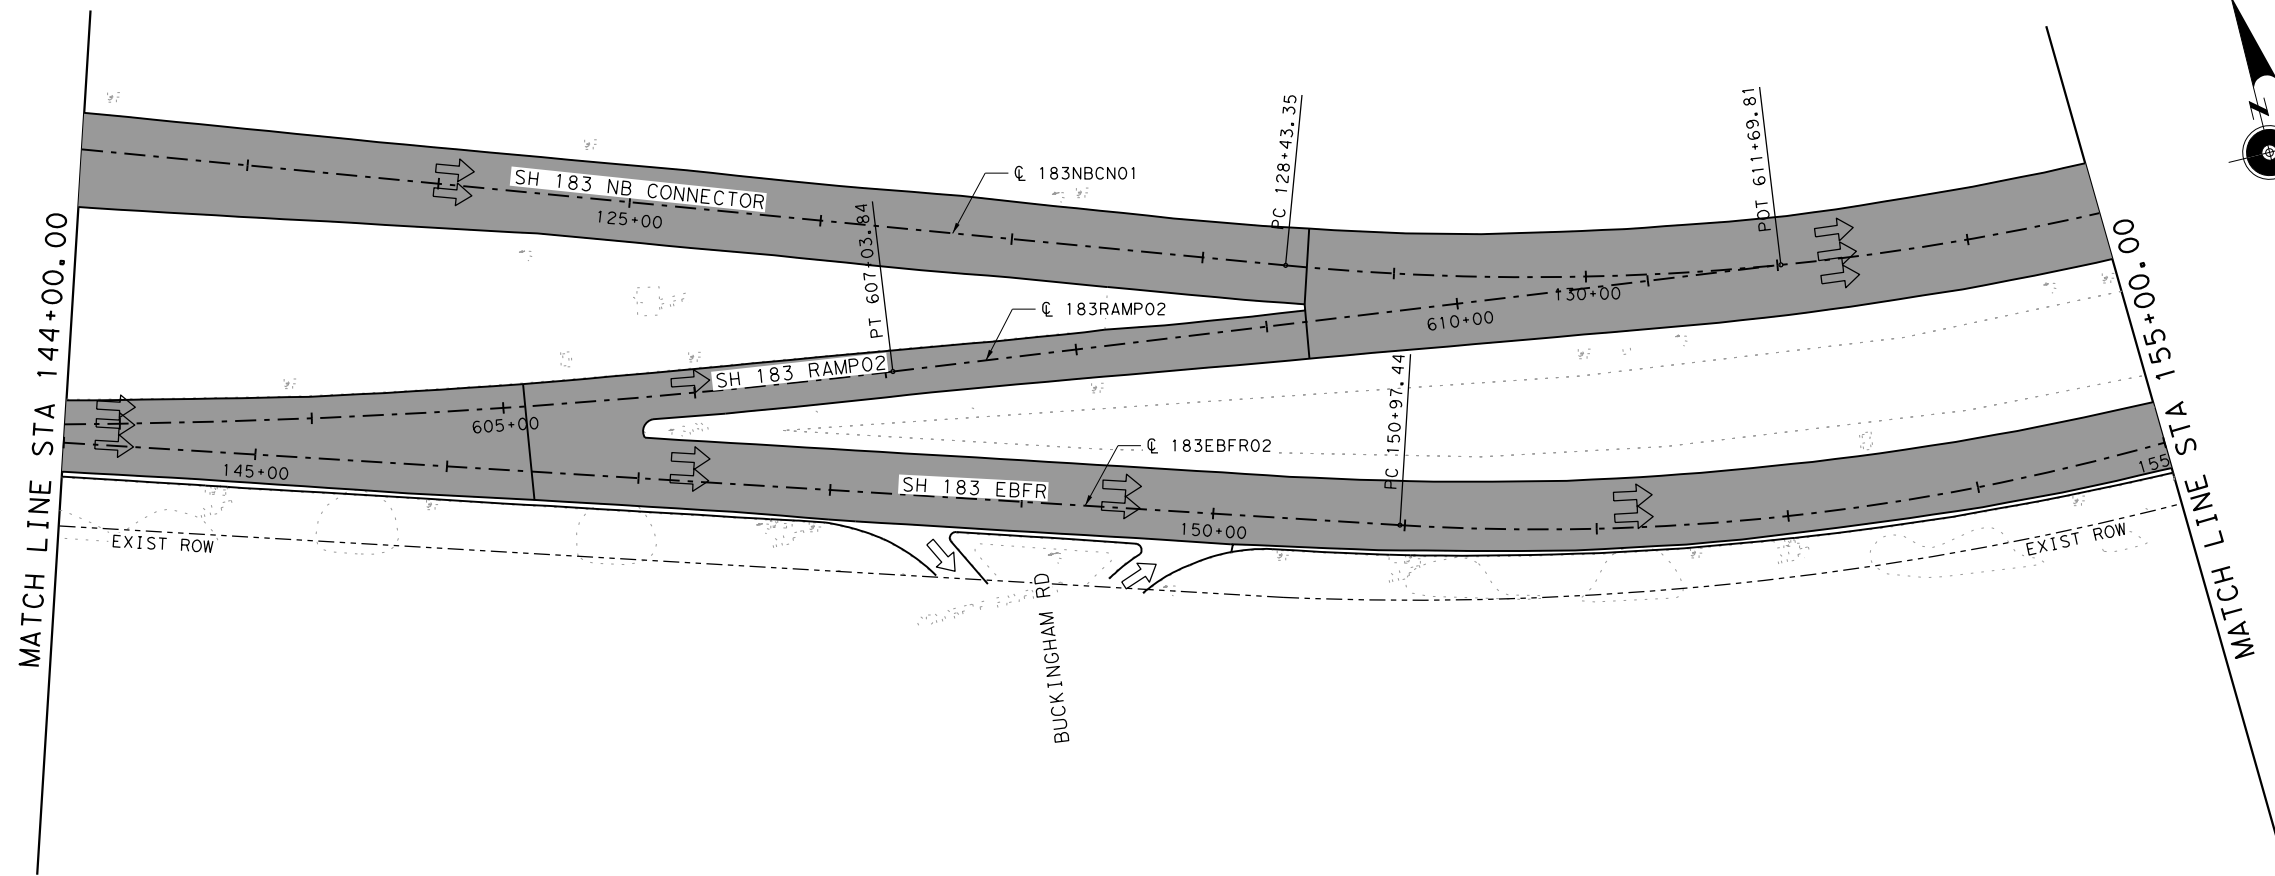 MATCH LINE STA 144+00.00
SH 183 NB CONNECTOR
125+00
℄ 183NBCN01
PC 128+43.35
POT 611+69.81
N
PT 607+03.84
℄ 183RAMP02
130+00
610+00
SH 183 RAMP02
605+00
PC 150+97.44
145+00
℄ 183EBFR02
SH 183 EBFR
150+00
155
EXIST ROW
EXIST ROW
BUCKINGHAM RD
MATCH LINE STA 155+00.00